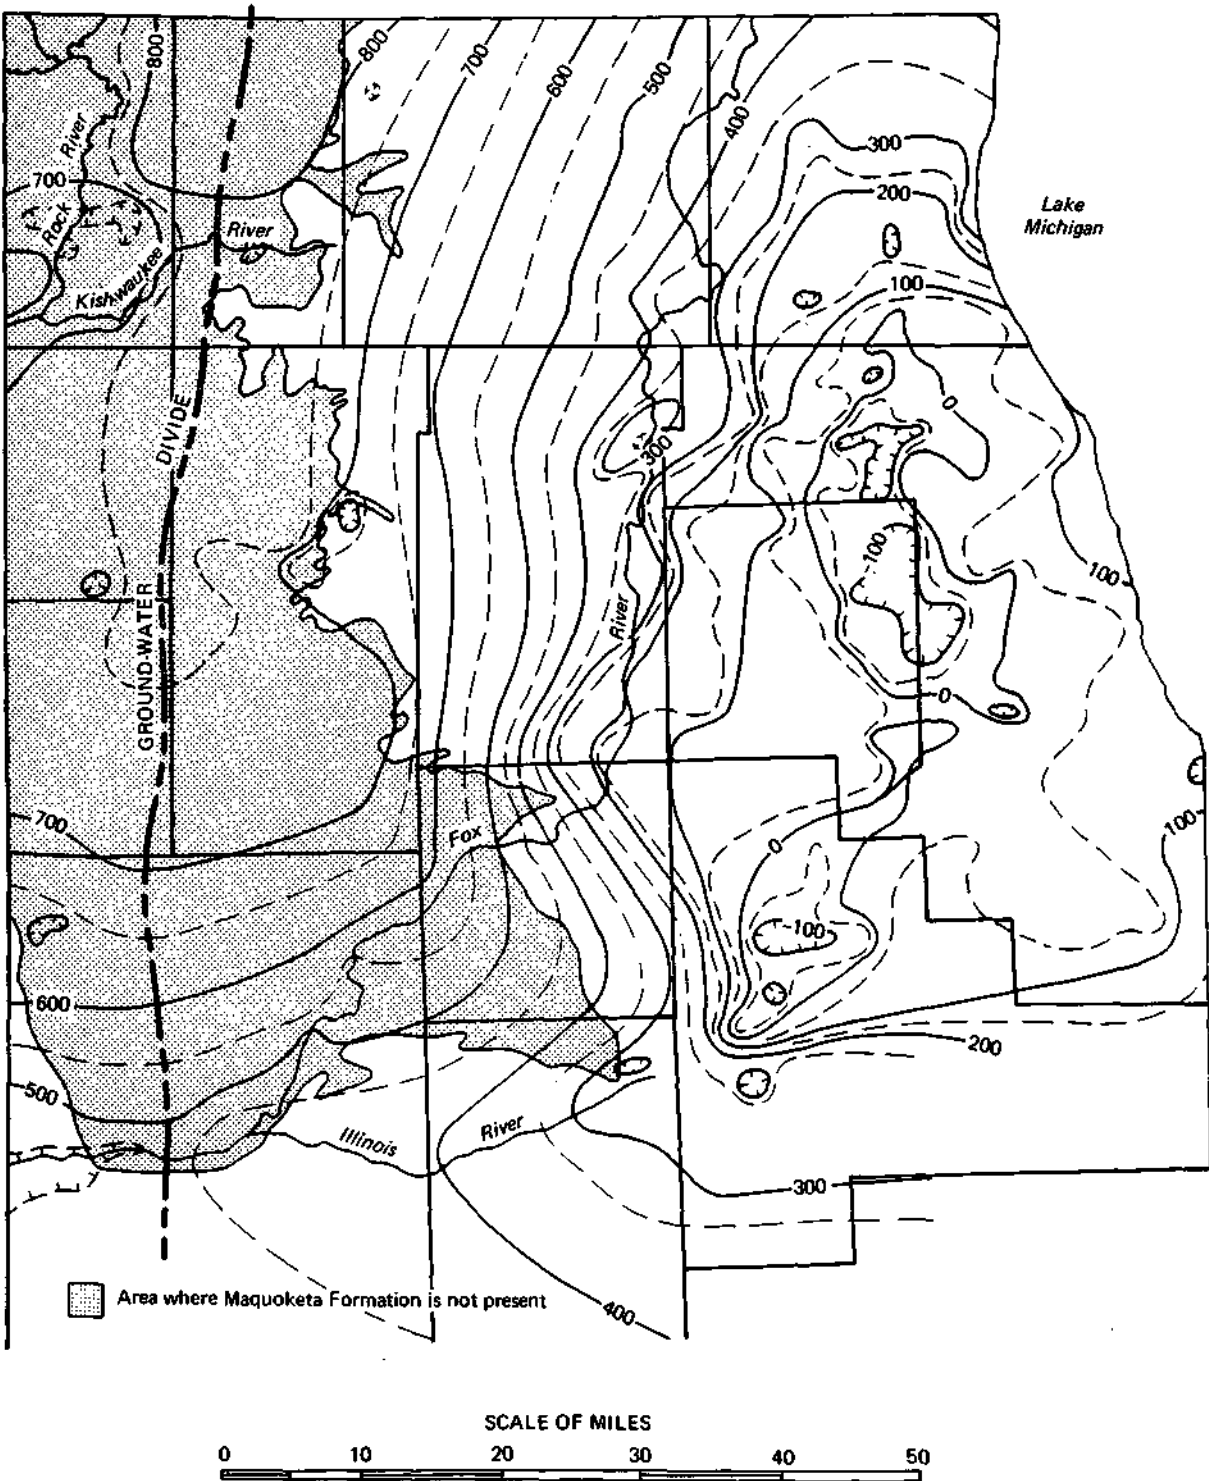 800
800
700
600
500
400
300
200
100
Lake
Michigan
River
Rock
700
Kishwaukee
River
0
GROUND-WATER DIVIDE
300
River
-100
100
0
700
Fox
0
-100
100
600
200
500
Illinois
River
300
400
Area where Maquoketa Formation is not present
SCALE OF MILES
0 10 20 30 40 50